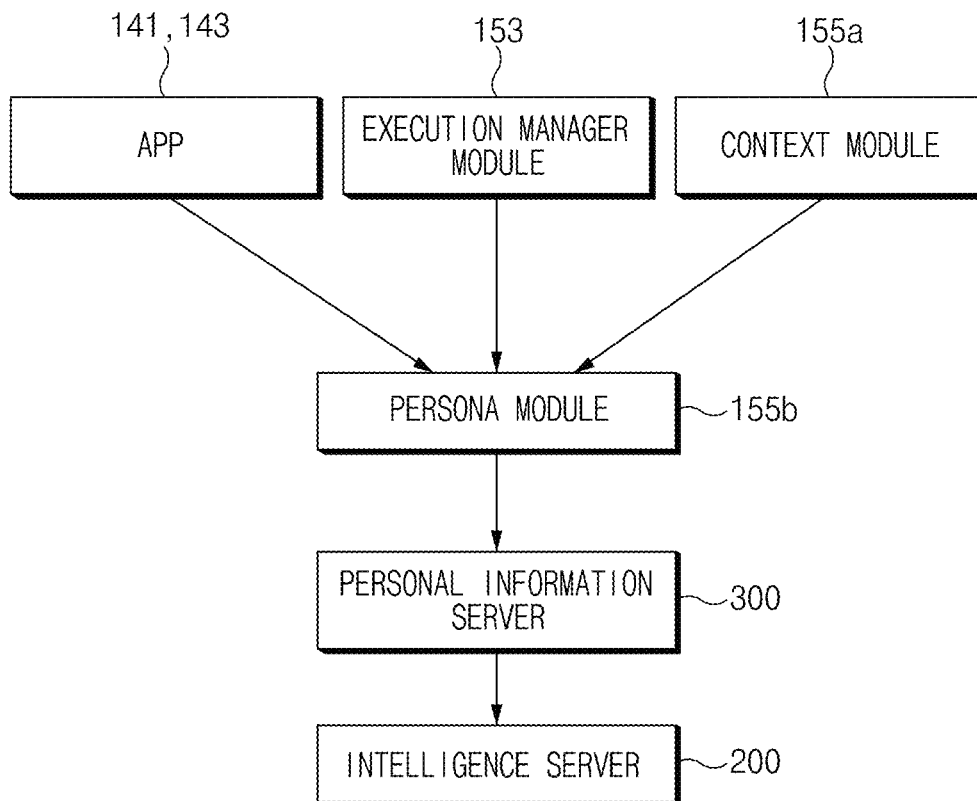 141, 143
153
155a
APP
EXECUTION MANAGER
MODULE
CONTEXT MODULE
PERSONA MODULE
155b
PERSONAL INFORMATION
SERVER
300
INTELLIGENCE SERVER
200